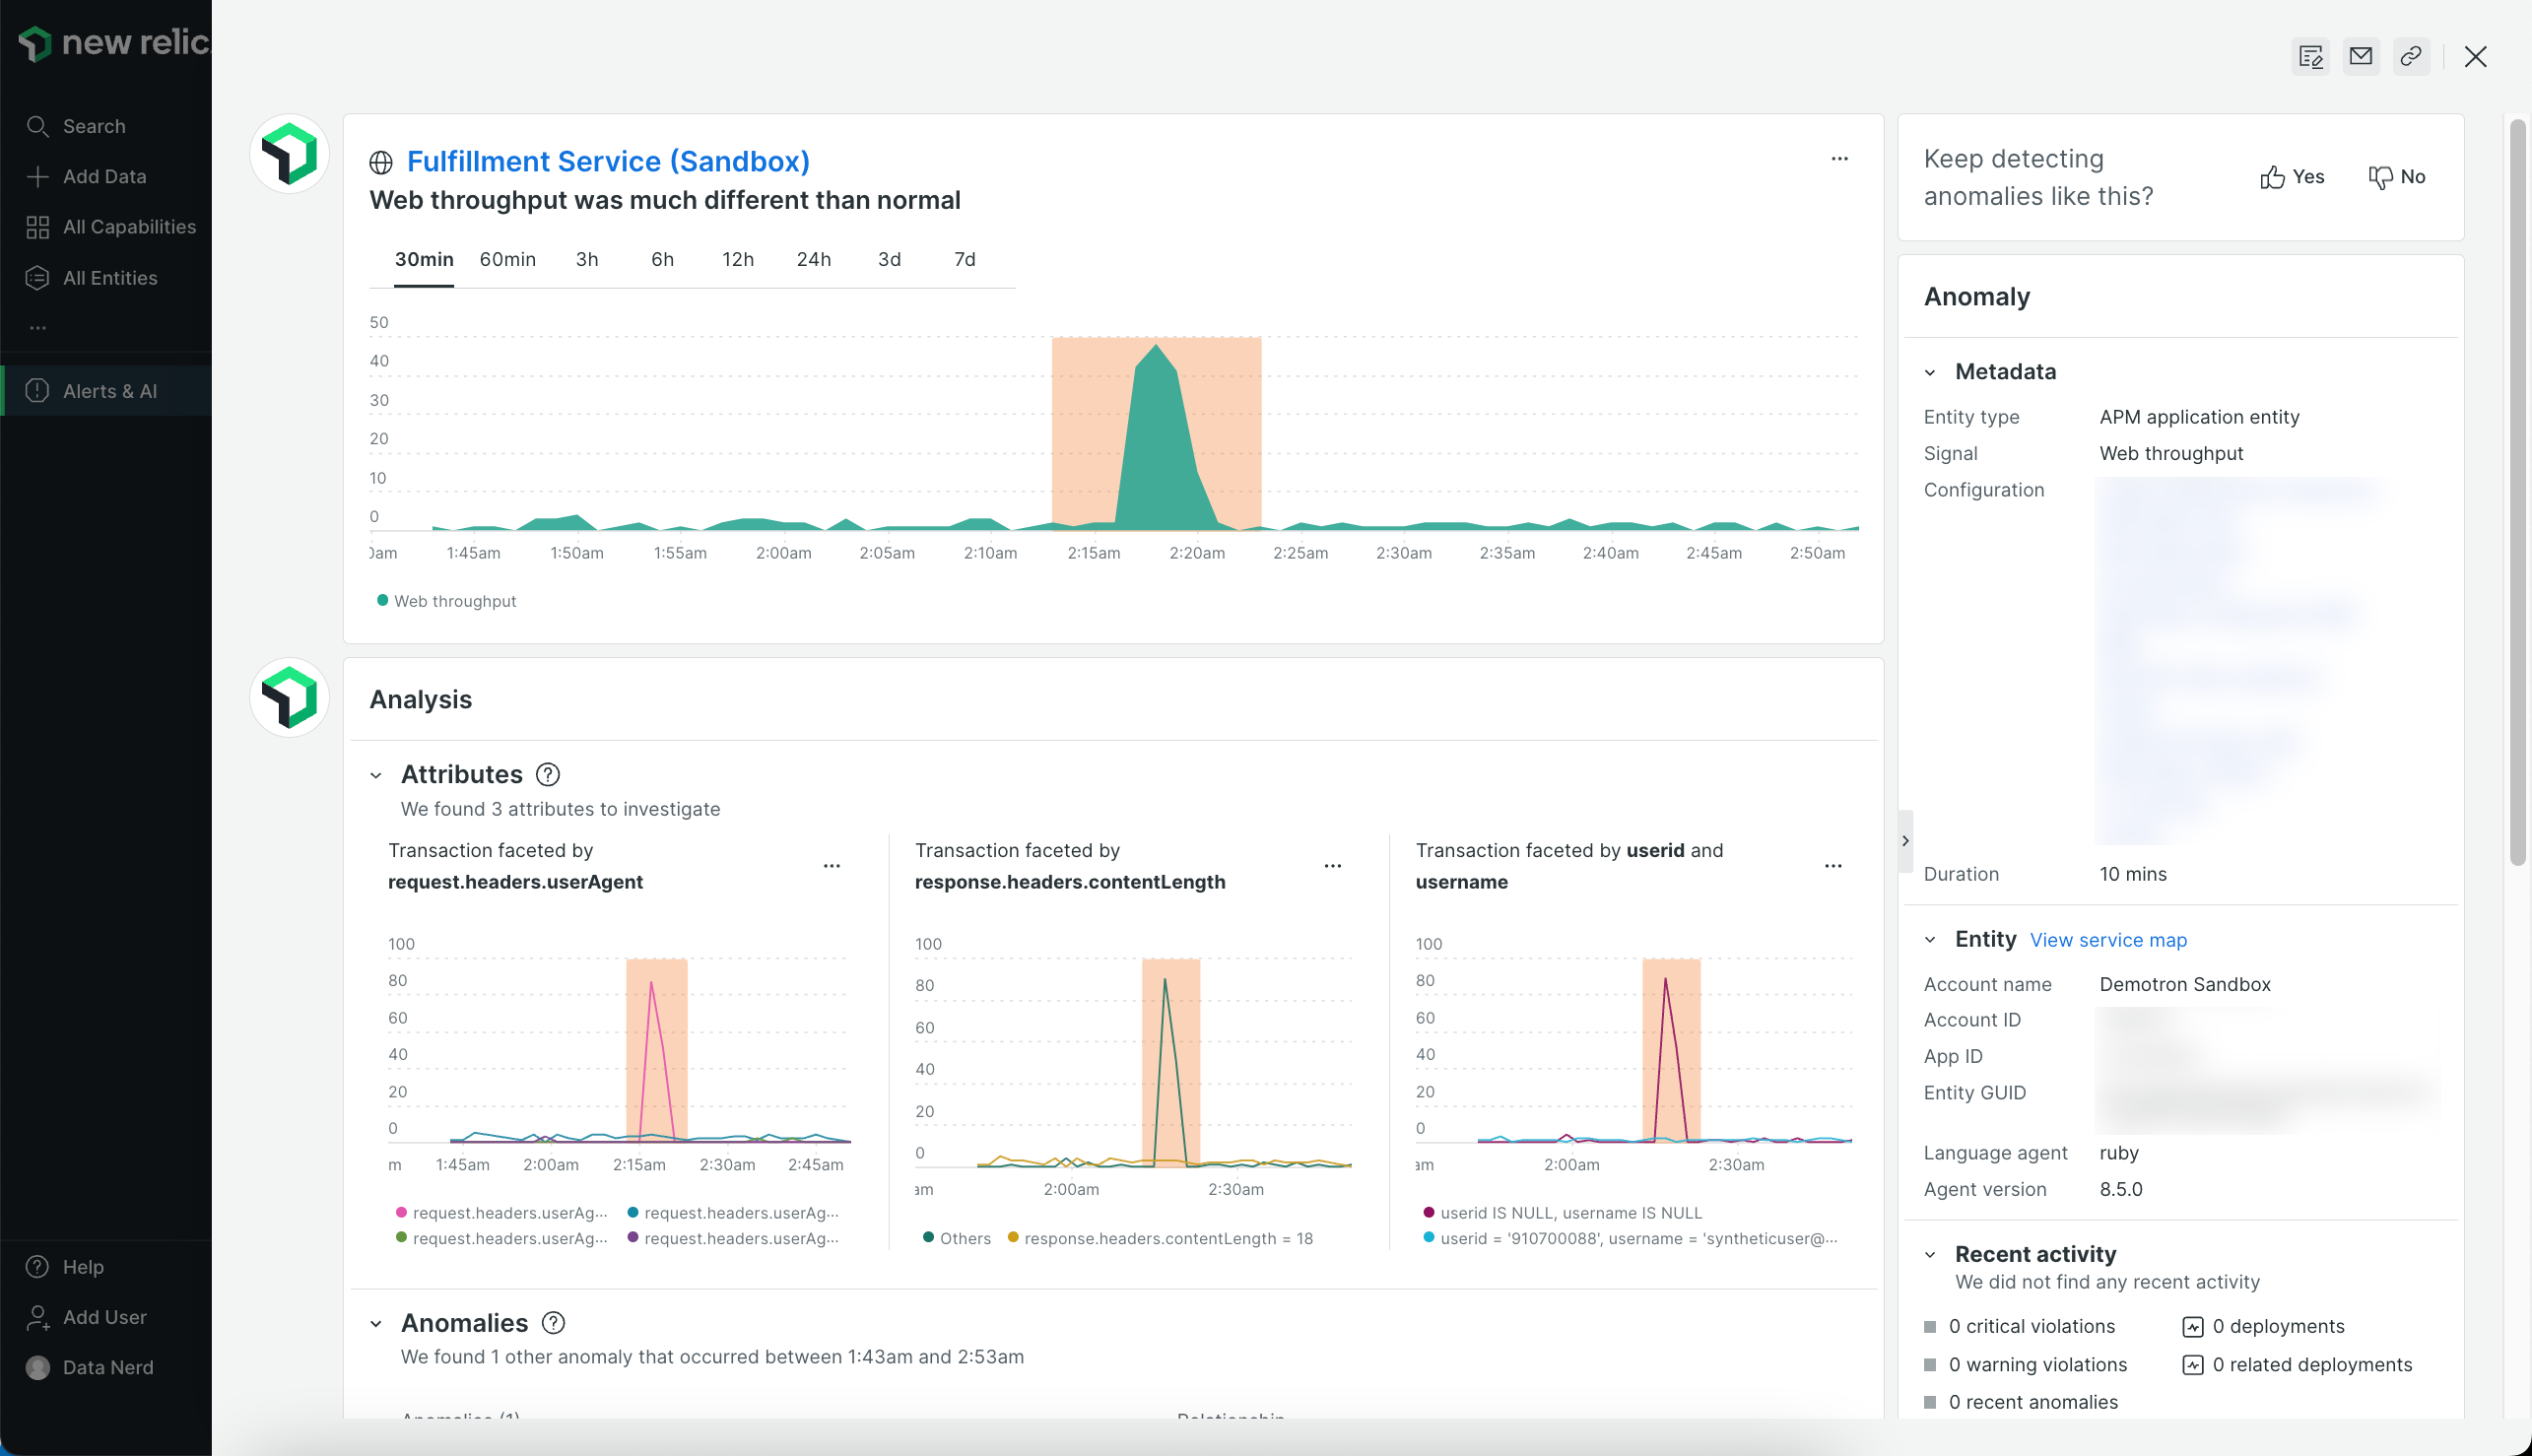 new relic.
Search
Add Data
All Capabilities
All Entities
...
Alerts & AI
Help
Add User
Data Nerd
Fulfillment Service (Sandbox)
...
Web throughput was much different than normal
30min 60min 3h 6h 12h 24h 3d 7d
50
40
30
20
10
0
0am 1:45am 1:50am 1:55am 2:00am 2:05am 2:10am 2:15am 2:20am 2:25am 2:30am 2:35am 2:40am 2:45am 2:50am
Web throughput
Analysis
Attributes ?
We found 3 attributes to investigate
Transaction faceted by
request.headers.userAgent
...
100
80
60
40
20
0
m 1:45am 2:00am 2:15am 2:30am 2:45am
request.headers.userAg... request.headers.userAg...
request.headers.userAg... request.headers.userAg...
Transaction faceted by
response.headers.contentLength
...
100
80
60
40
20
0
am 2:00am 2:30am
Others response.headers.contentLength = 18
Transaction faceted by userid and
username
...
100
80
60
40
20
0
am 2:00am 2:30am
userid IS NULL, username IS NULL
userid = '910700088', username = 'syntheticuser@...
Anomalies ?
We found 1 other anomaly that occurred between 1:43am and 2:53am
Anomalies (1) Relationship
Keep detecting
anomalies like this?
Yes No
Anomaly
Metadata
Entity type APM application entity
Signal Web throughput
Configuration
Duration 10 mins
Entity View service map
Account name Demotron Sandbox
Account ID
App ID
Entity GUID
Language agent ruby
Agent version 8.5.0
Recent activity
We did not find any recent activity
0 critical violations 0 deployments
0 warning violations 0 related deployments
0 recent anomalies